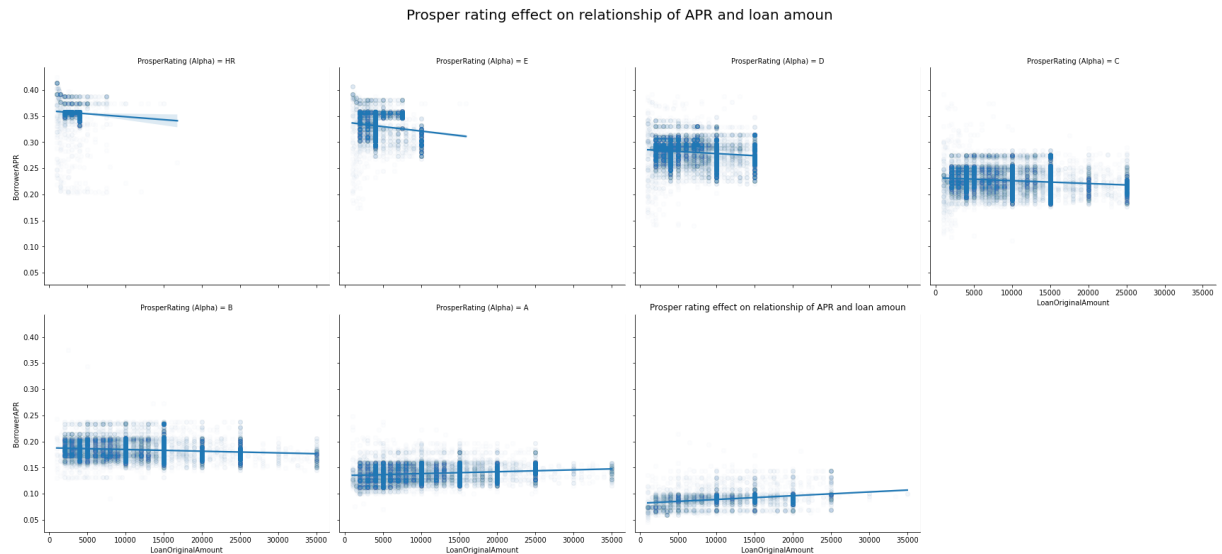 Prosper rating effect on relationship of APR and loan amoun
ProsperRating (Alpha) = HR
ProsperRating (Alpha) = E
ProsperRating (Alpha) = D
ProsperRating (Alpha) = C
0.40
0.35
0.30
0.25
0.20
0.15
0.10
0.05
BorrowerAPR
0 5000 10000 15000 20000 25000 30000 35000
LoanOriginalAmount
ProsperRating (Alpha) = B
ProsperRating (Alpha) = A
Prosper rating effect on relationship of APR and loan amoun
0.40
0.35
0.30
0.25
0.20
0.15
0.10
0.05
BorrowerAPR
0 5000 10000 15000 20000 25000 30000 35000
LoanOriginalAmount
0 5000 10000 15000 20000 25000 30000 35000
LoanOriginalAmount
0 5000 10000 15000 20000 25000 30000 35000
LoanOriginalAmount